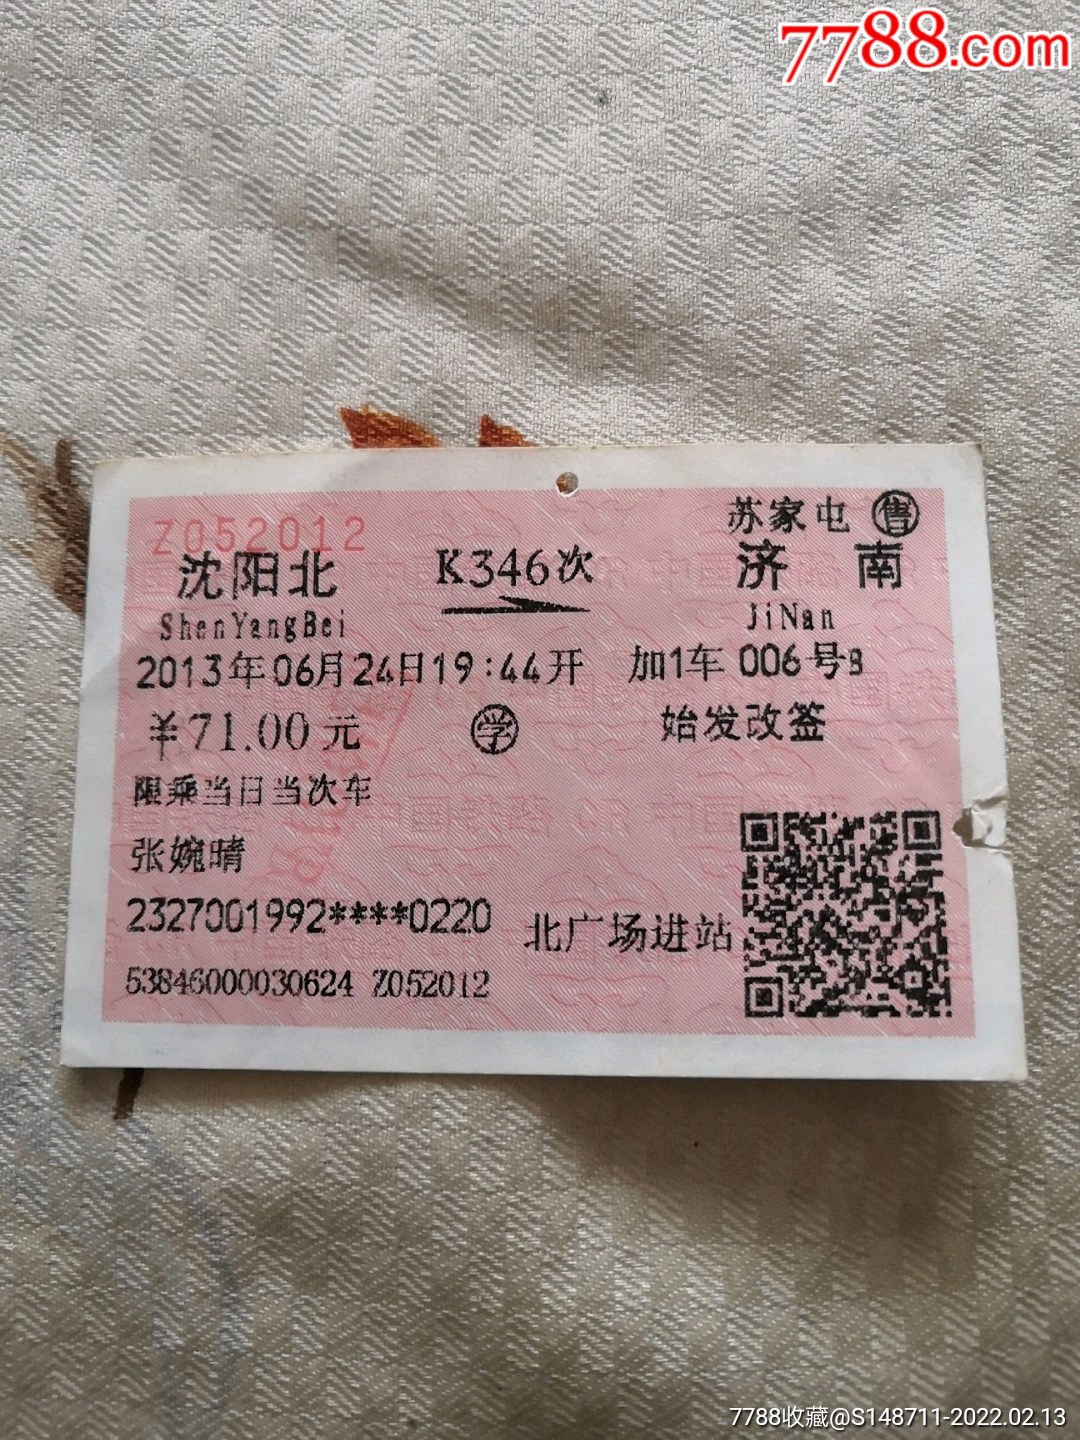 7788.com
Z052012
苏家屯 售
沈阳北 K346次 济南
ShenYangBei JiNan
2013年06月24日19:44开 加1车 006号
￥71.00元 学 始发改签
限乘当日当次车
张婉晴
2327001992****0220
北广场进站
53846000030624 Z052012
7788收藏@S148711-2022.02.13